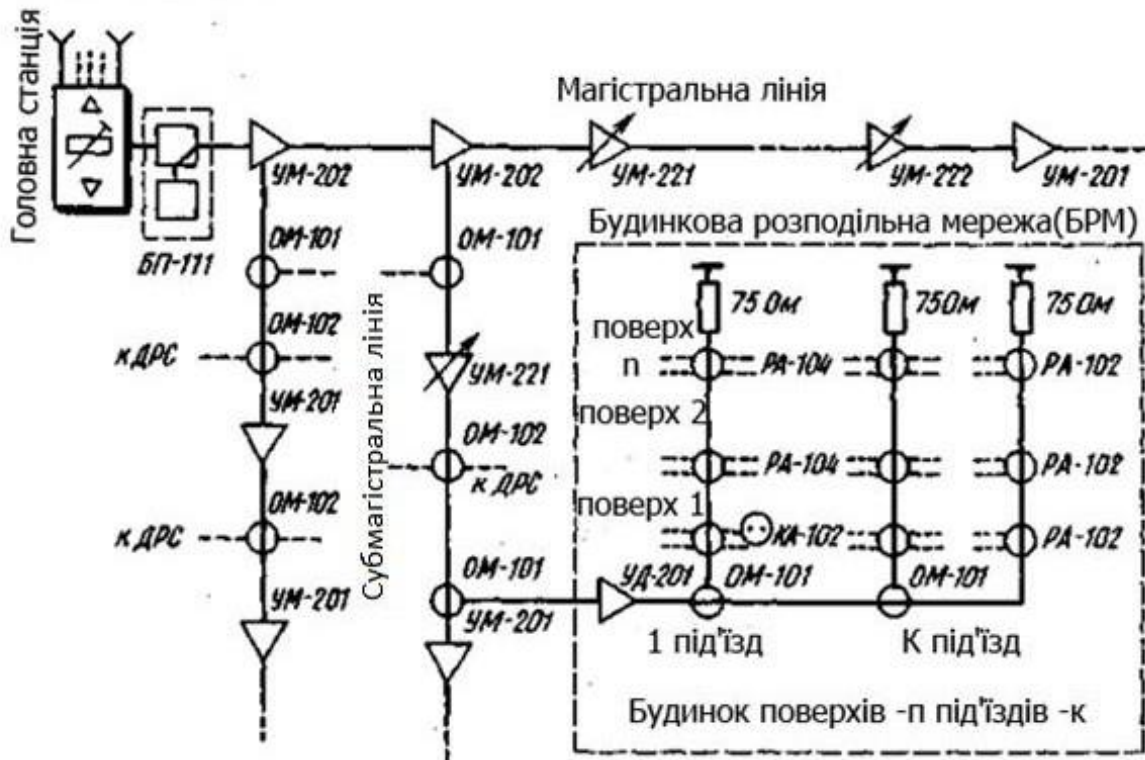 Головна станція
Магістральна лінія
УМ-202
УМ-202
УМ-221
УМ-222
УМ-201
БП-111
Будинкова розподільна мережа(БРМ)
ОМ-101
ОМ-101
75 Ом
75 Ом
75 Ом
ОМ-102
к ДРС
поверх
n
РА-104
РА-102
УМ-221
УМ-201
Субмагістральна лінія
поверх 2
ОМ-102
к ДРС
РА-104
РА-102
ОМ-102
к ДРС
поверх 1
КА-102
РА-102
ОМ-101
УД-201
ОМ-101
ОМ-101
УМ-201
УМ-201
1 під'їзд
К під'їзд
Будинок поверхів -п під'їздів -к